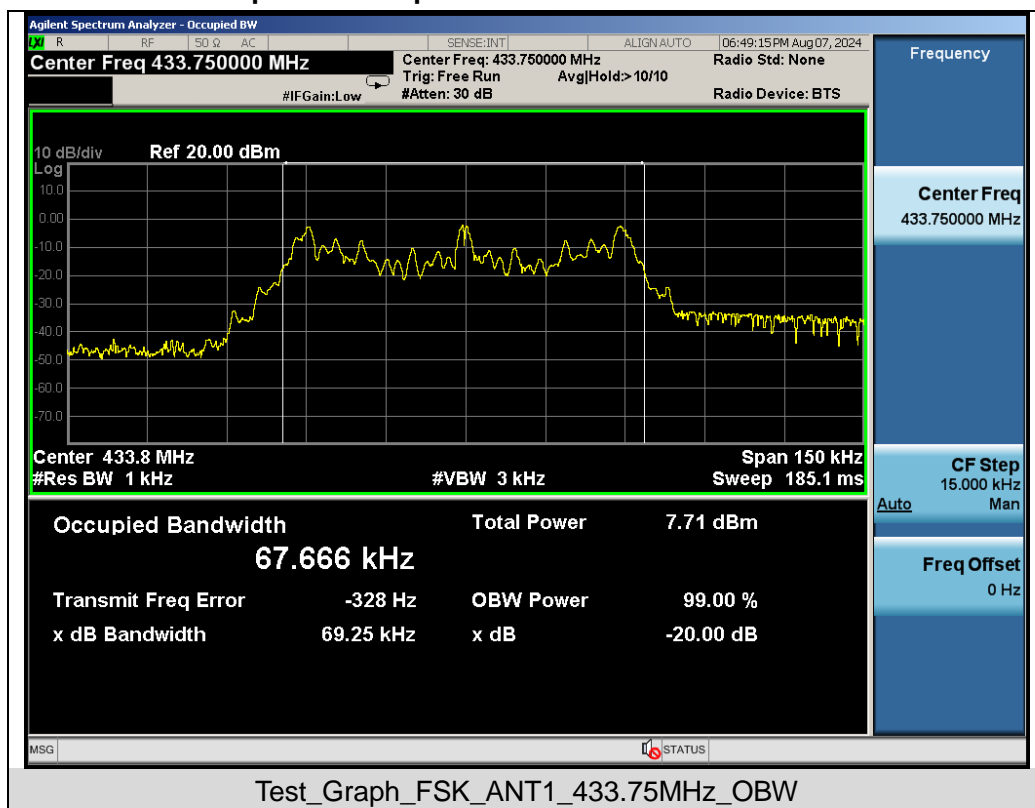 Agilent Spectrum Analyzer - Occupied BW
LXI R RF 50 Ω AC SENSE:INT ALIGN AUTO 06:49:15 PM Aug 07, 2024
Center Freq 433.750000 MHz
Center Freq: 433.750000 MHz Radio Std: None
Trig: Free Run Avg|Hold:> 10/10
#IFGain:Low #Atten: 30 dB Radio Device: BTS
Frequency
10 dB/div Ref 20.00 dBm
Log
10.0
0.00
-10.0
-20.0
-30.0
-40.0
-50.0
-60.0
-70.0
Center 433.8 MHz Span 150 kHz
#Res BW 1 kHz #VBW 3 kHz Sweep 185.1 ms
Center Freq
433.750000 MHz
CF Step
15.000 kHz
Auto Man
Freq Offset
0 Hz
Occupied Bandwidth Total Power 7.71 dBm
67.666 kHz
Transmit Freq Error -328 Hz OBW Power 99.00 %
x dB Bandwidth 69.25 kHz x dB -20.00 dB
MSG STATUS
Test_Graph_FSK_ANT1_433.75MHz_OBW